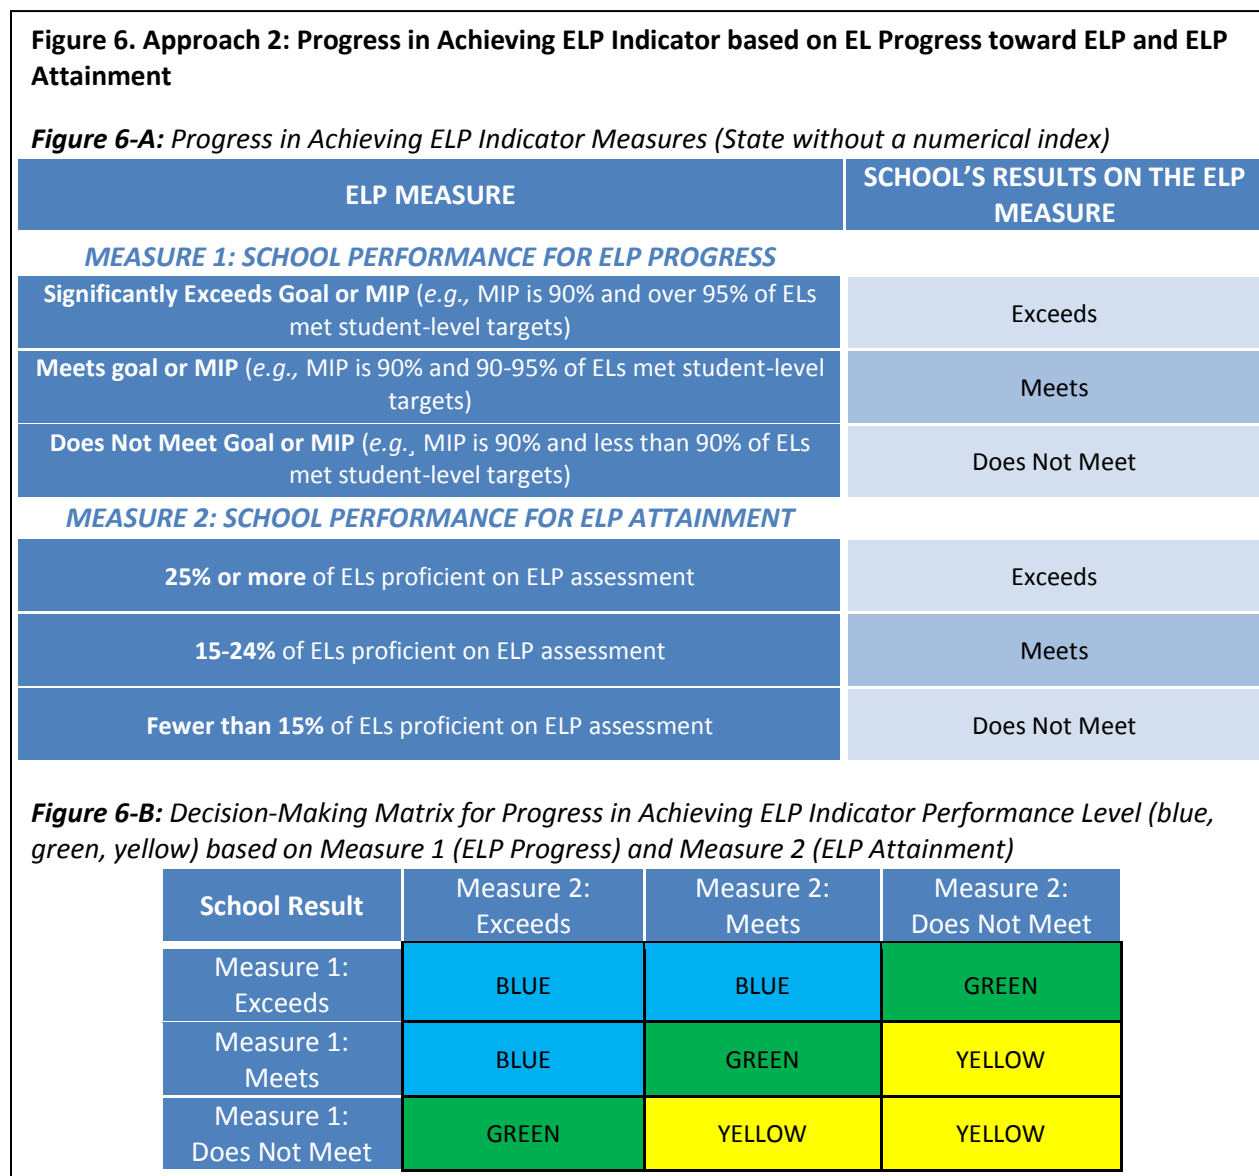 Figure 6. Approach 2: Progress in Achieving ELP Indicator based on EL Progress toward ELP and ELP
Attainment
Figure 6-A: Progress in Achieving ELP Indicator Measures (State without a numerical index)
ELP MEASURE
SCHOOL'S RESULTS ON THE ELP
MEASURE
MEASURE 1: SCHOOL PERFORMANCE FOR ELP PROGRESS
Significantly Exceeds Goal or MIP (e.g., MIP is 90% and over 95% of ELs
met student-level targets)
Exceeds
Meets goal or MIP (e.g., MIP is 90% and 90-95% of ELs met student-level
targets)
Meets
Does Not Meet Goal or MIP (e.g., MIP is 90% and less than 90% of ELs
met student-level targets)
Does Not Meet
MEASURE 2: SCHOOL PERFORMANCE FOR ELP ATTAINMENT
25% or more of ELs proficient on ELP assessment
Exceeds
15-24% of ELs proficient on ELP assessment
Meets
Fewer than 15% of ELs proficient on ELP assessment
Does Not Meet
Figure 6-B: Decision-Making Matrix for Progress in Achieving ELP Indicator Performance Level (blue,
green, yellow) based on Measure 1 (ELP Progress) and Measure 2 (ELP Attainment)
School Result
Measure 2:
Exceeds
Measure 2:
Meets
Measure 2:
Does Not Meet
Measure 1:
Exceeds
BLUE
BLUE
GREEN
Measure 1:
Meets
BLUE
GREEN
YELLOW
Measure 1:
Does Not Meet
GREEN
YELLOW
YELLOW